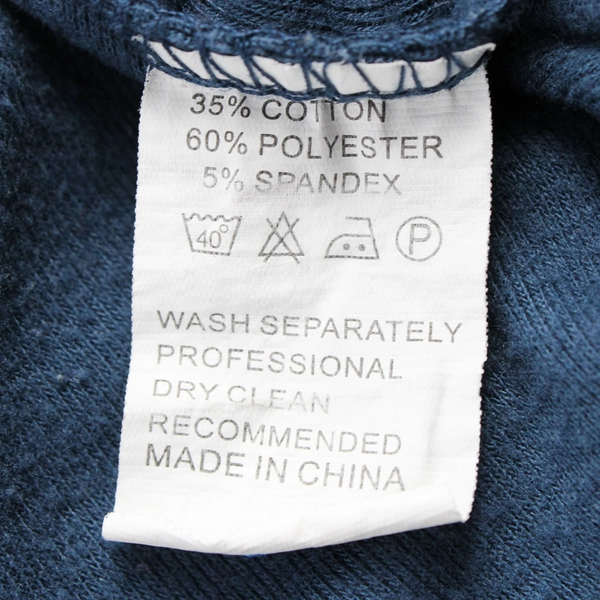 35% COTTON
60% POLYESTER
5% SPANDEX
40° P
WASH SEPARATELY
PROFESSIONAL
DRY CLEAN
RECOMMENDED
MADE IN CHINA